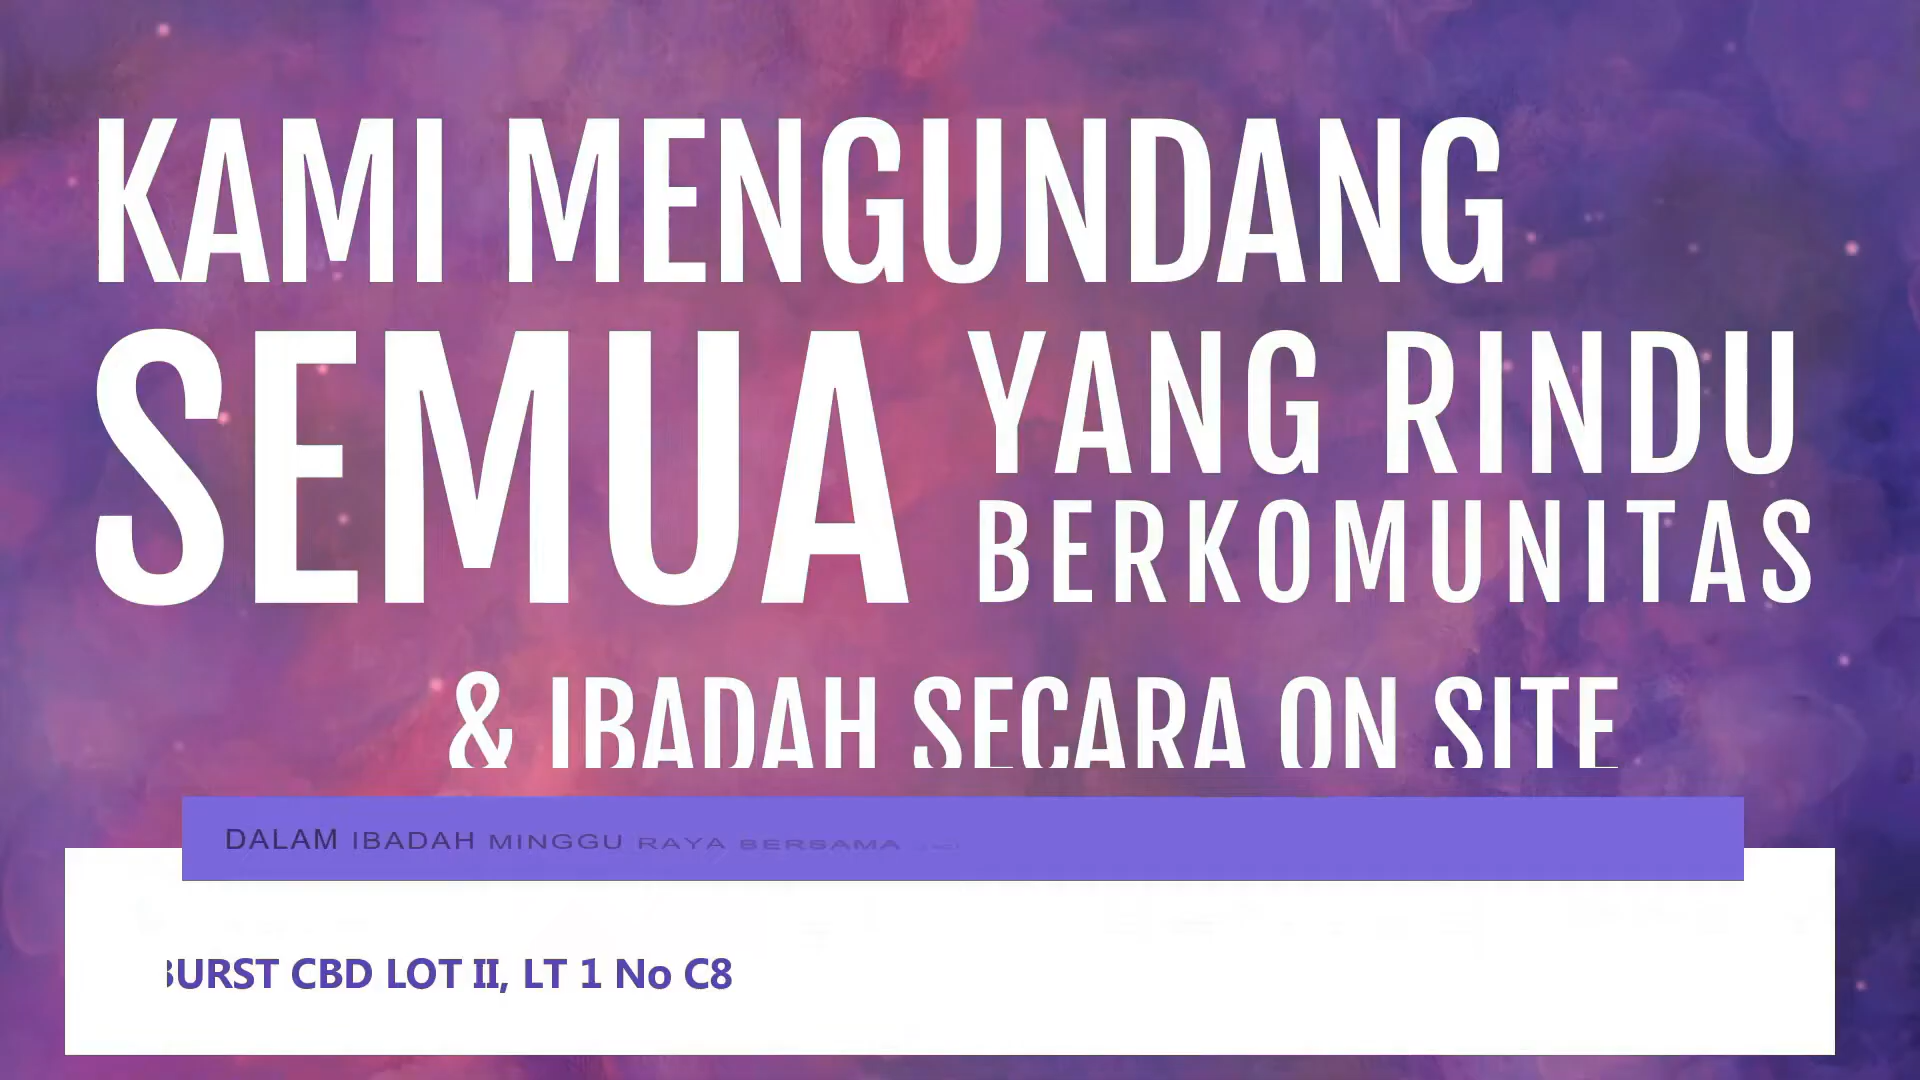 KAMI MENGUNDANG
SEMUA YANG RINDU
BERKOMUNITAS
& IBADAH SECARA ON SITE
DALAM IBADAH MINGGU RAYA BERSAMA
BURST CBD LOT II, LT 1 No C8